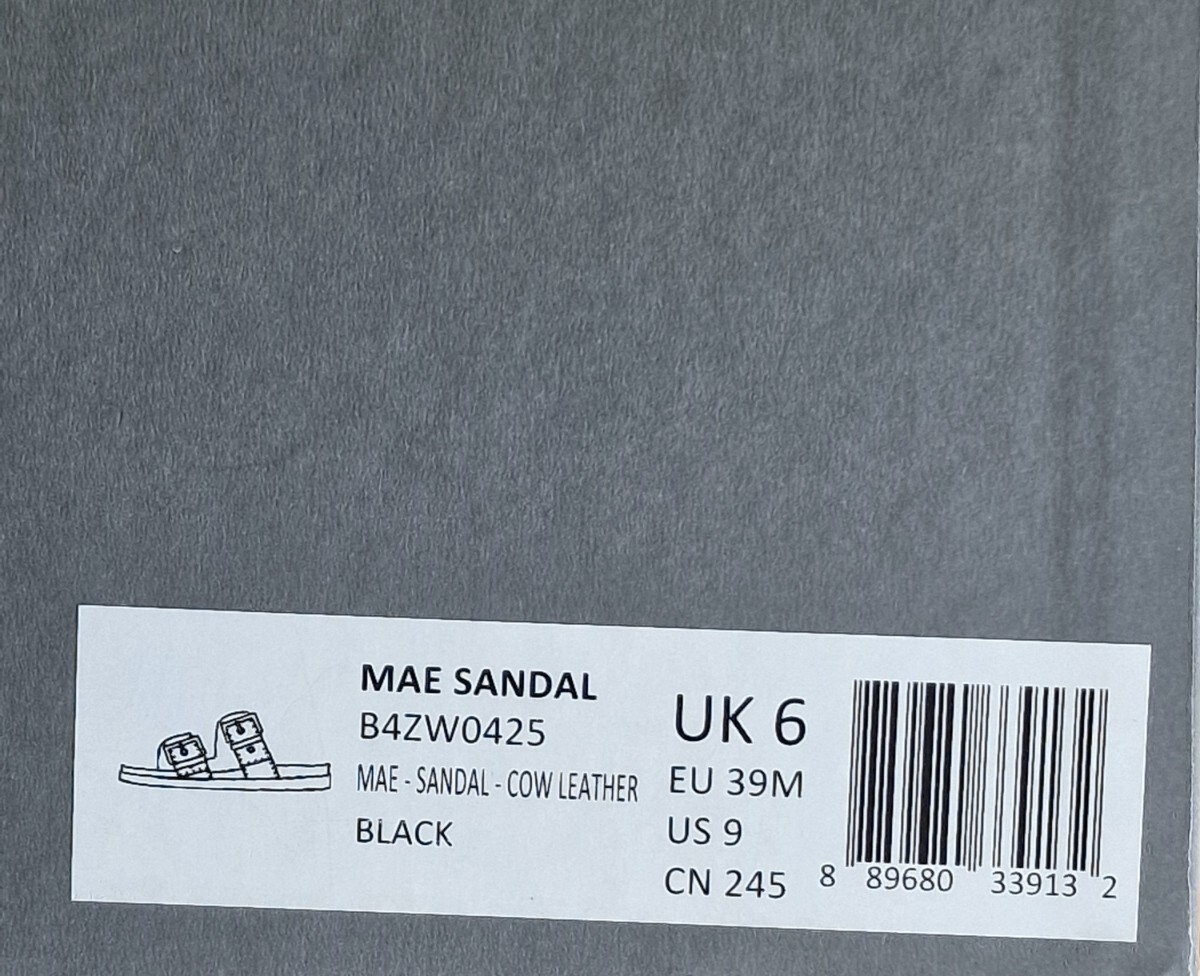 MAE SANDAL
B4ZW0425
MAE - SANDAL - COW LEATHER
BLACK
UK 6
EU 39M
US 9
CN 245
8 89680 33913 2